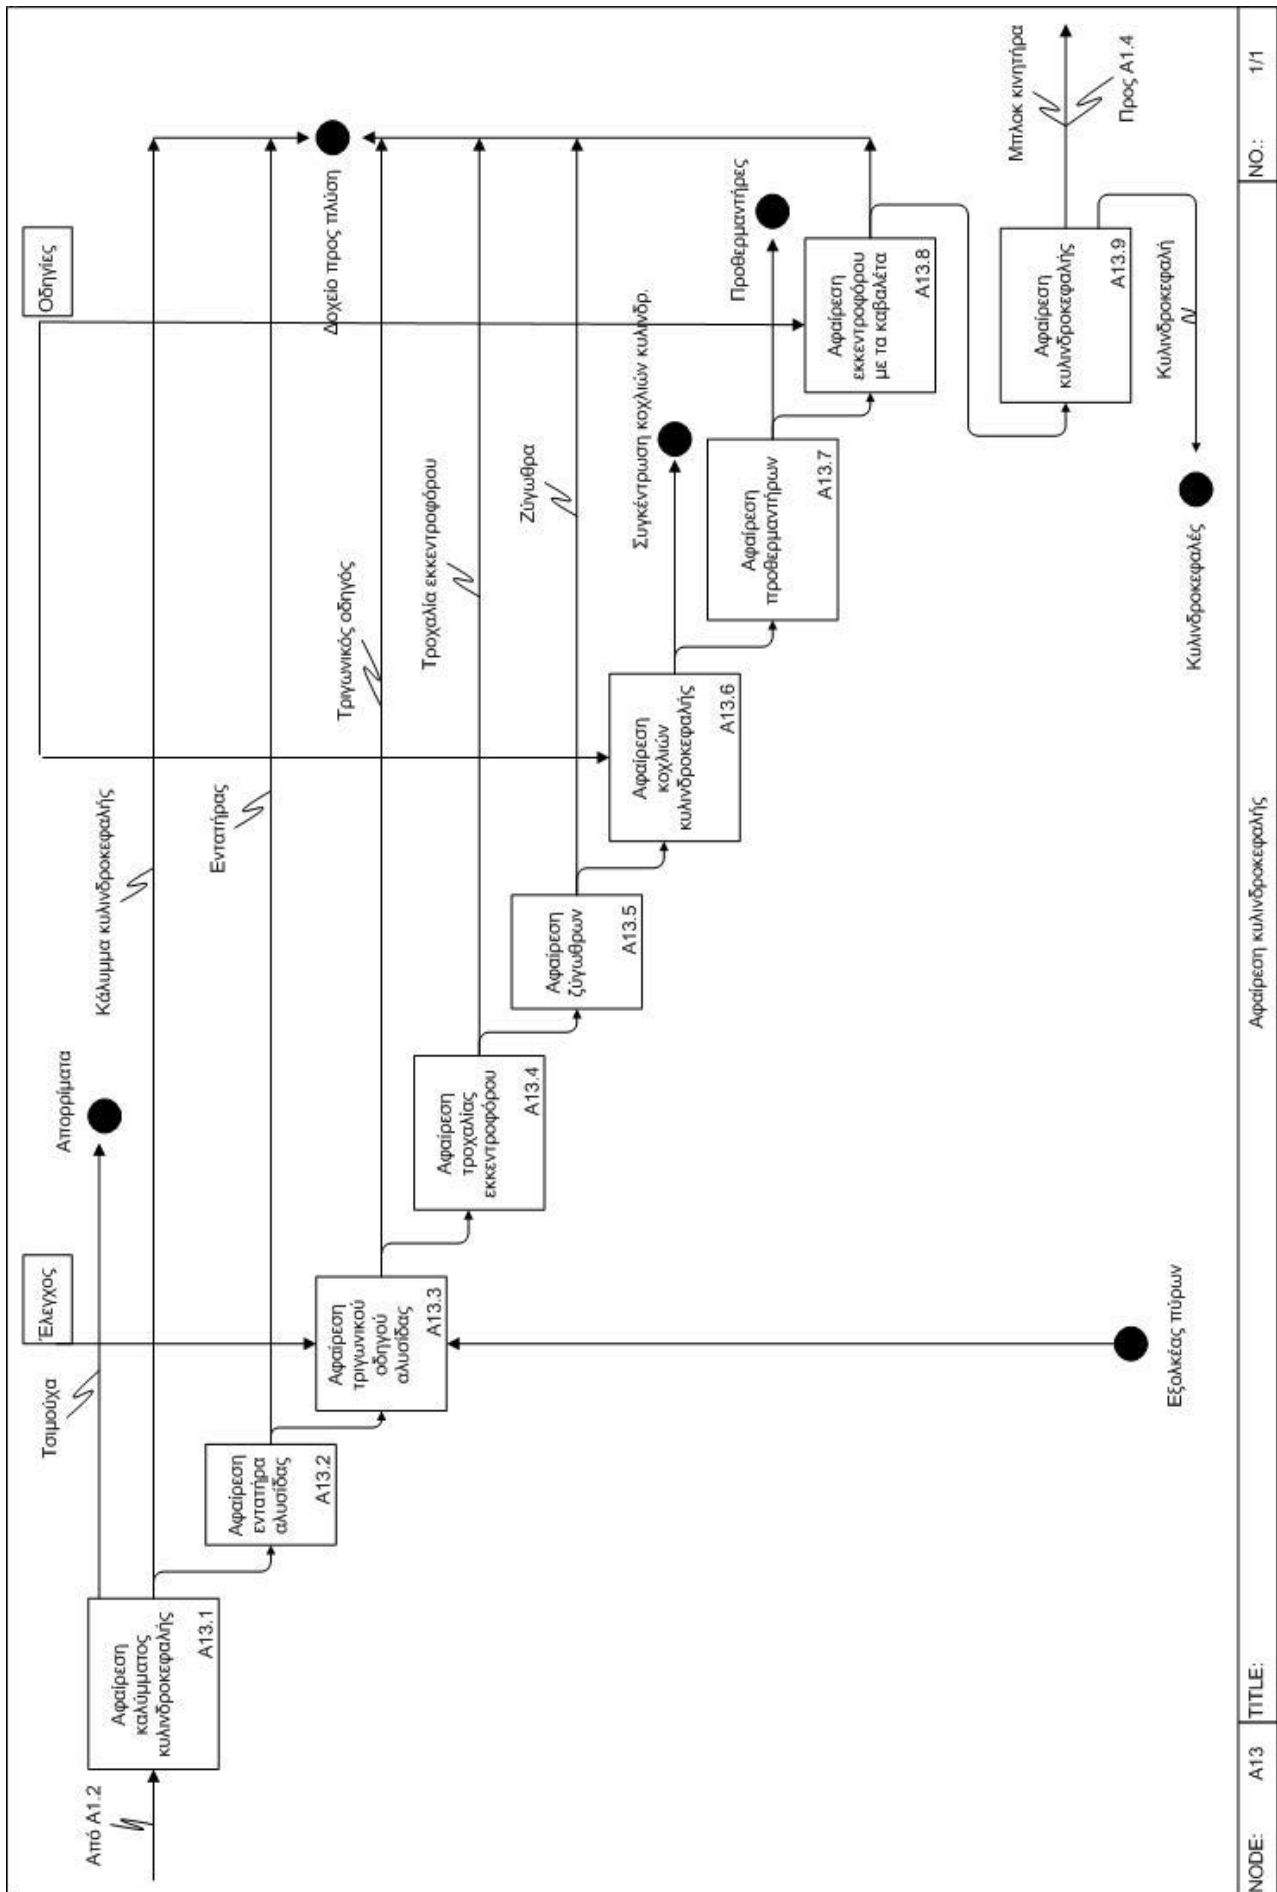 Έλεγχος
Οδηγίες
Από Α1.2
Τσιμούχα
Απορρίματα
Κάλυμμα κυλινδροκεφαλής
Αφαίρεση
καλύμματος
κυλινδροκεφαλής
A13.1
Εντατήρας
Αφαίρεση
εντατήρα
αλυσίδας
A13.2
Δοχείο προς πλύση
Αφαίρεση
τριγωνικού
οδηγού
αλυσίδας
A13.3
Τριγωνικός οδηγός
Αφαίρεση
τροχαλίας
εκκεντροφόρου
A13.4
Τροχαλία εκκεντροφόρου
Αφαίρεση
ζύγωθρων
A13.5
Ζύγωθρα
Αφαίρεση
κοχλιών
κυλινδροκεφαλής
A13.6
Συγκέντρωση κοχλιών κυλινδρ.
Αφαίρεση
προθερμαντήρων
A13.7
Προθερμαντήρες
Αφαίρεση
εκκεντροφόρου
με τα καβαλέτα
A13.8
Αφαίρεση
κυλινδροκεφαλής
A13.9
Μπλοκ κινητήρα
Προς Α1.4
Κυλινδροκεφαλή
Κυλινδροκεφαλές
Εξολκέας πύρων
NODE: A13 TITLE: Αφαίρεση κυλινδροκεφαλής NO.: 1/1